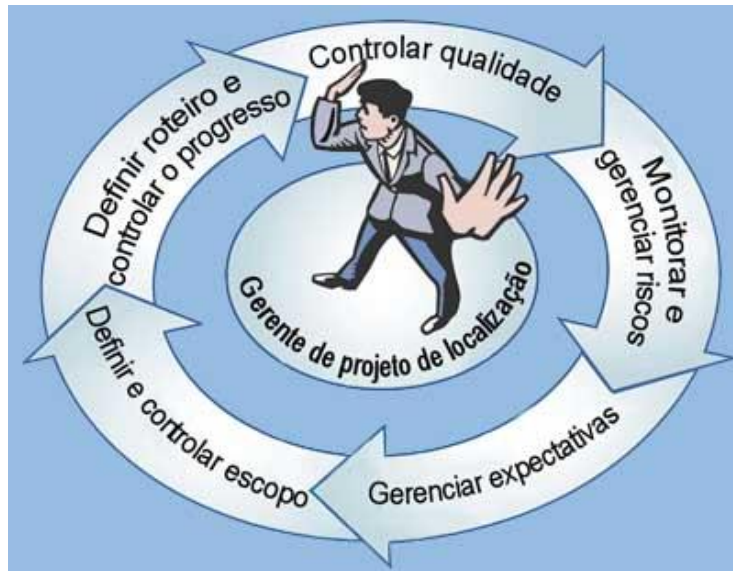 Controlar qualidade
Monitorar e
gerenciar riscos
Gerenciar expectativas
Definir e controlar escopo
Definir roteiro e
controlar o progresso
Gerente de projeto de localização